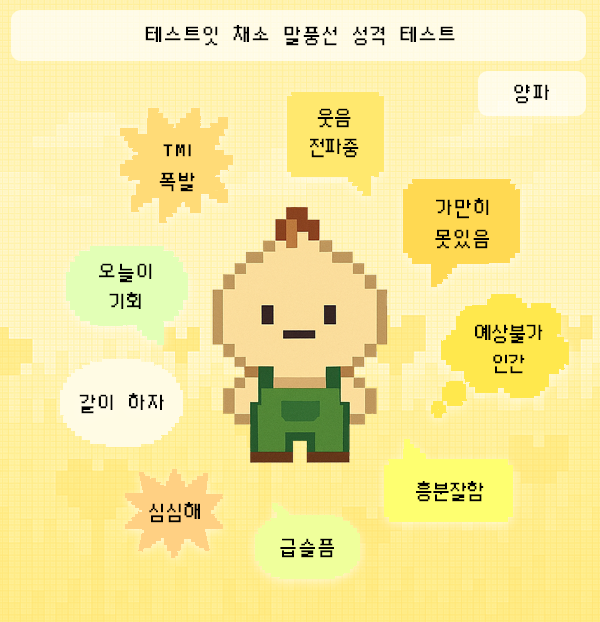 테스트잇 채소 말풍선 성격 테스트
양파
웃음
전파중
TMI
폭발
가만히
못있음
오늘이
기회
예상불가
인간
같이 하자
흥분잘함
심심해
급슬픔